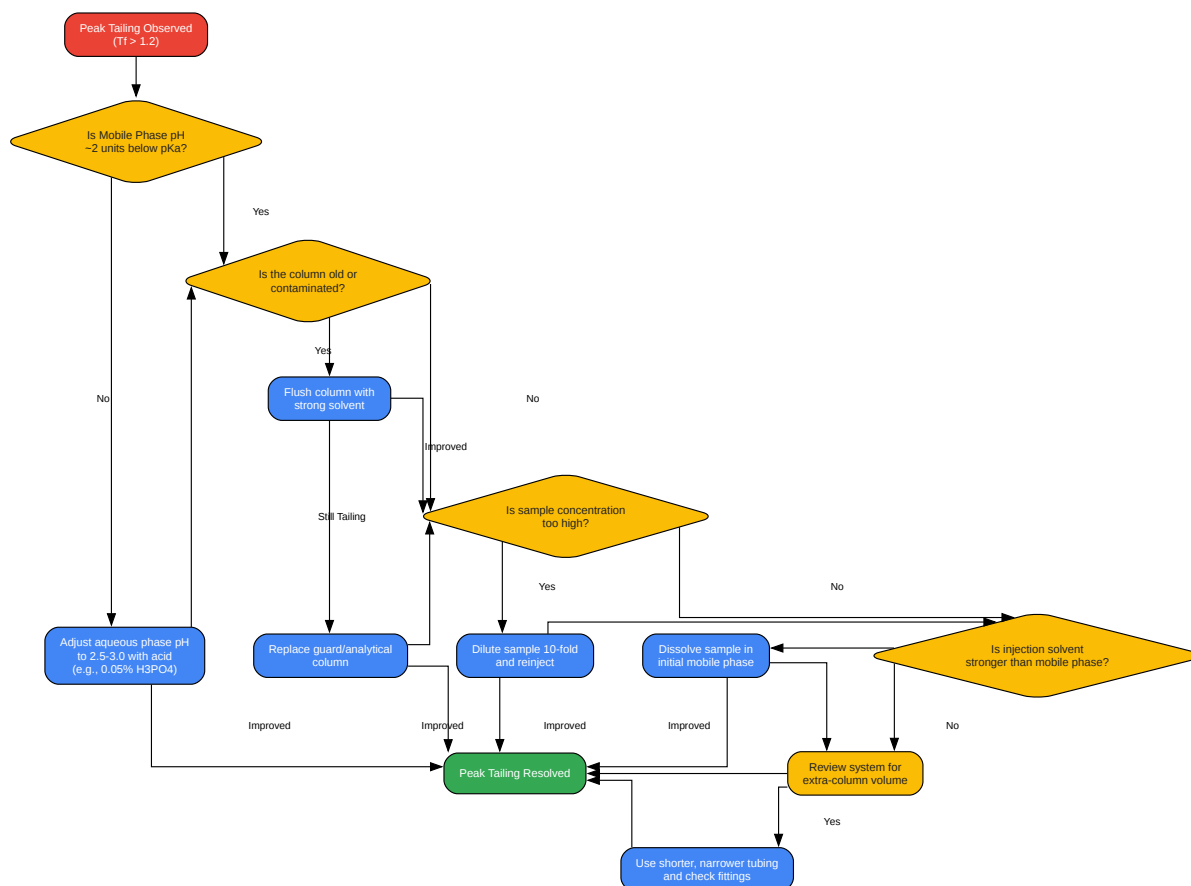 Peak Tailing Observed
(Tf > 1.2)
Is Mobile Phase pH
~2 units below pKa?
Yes
Is the column old or
contaminated?
Yes
Flush column with
strong solvent
No
No
Improved
Is sample concentration
too high?
Still Tailing
Yes
No
Adjust aqueous phase pH
to 2.5-3.0 with acid
(e.g., 0.05% H3PO4)
Replace guard/analytical
column
Dilute sample 10-fold
and reinject
Dissolve sample in
initial mobile phase
Is injection solvent
stronger than mobile phase?
Improved
Improved
Improved
Improved
No
Peak Tailing Resolved
Review system for
extra-column volume
Yes
Use shorter, narrower tubing
and check fittings